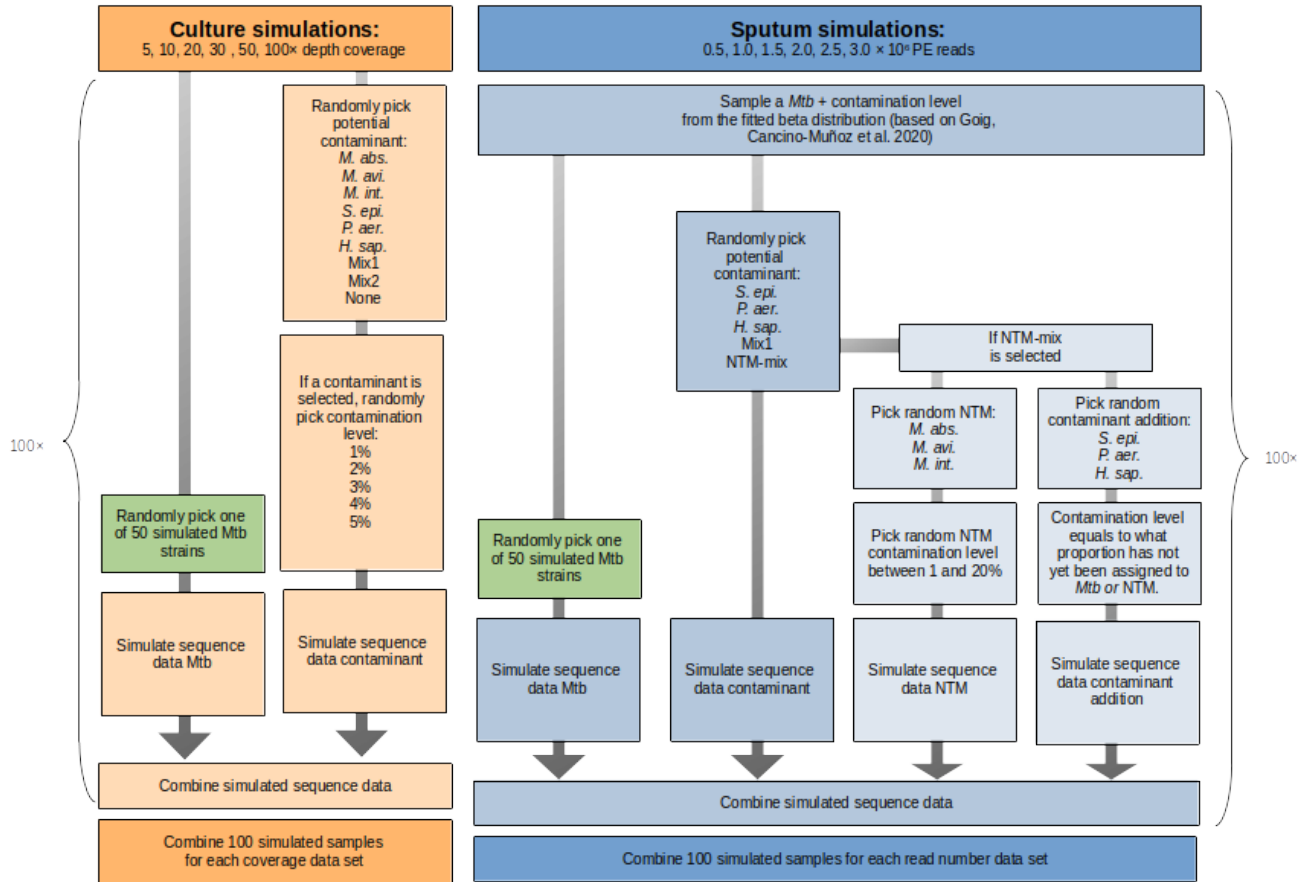 Culture simulations:
5, 10, 20, 30 , 50, 100× depth coverage
Randomly pick
potential
contaminant:
M. abs.
M. avi.
M. int.
S. epi.
P. aer.
H. sap.
Mix1
Mix2
None
If a contaminant is
selected, randomly
pick contamination
level:
1%
2%
3%
4%
5%
100×
Randomly pick one
of 50 simulated Mtb
strains
Simulate sequence
data Mtb
Simulate sequence
data contaminant
Combine simulated sequence data
Combine 100 simulated samples
for each coverage data set
Sputum simulations:
0.5, 1.0, 1.5, 2.0, 2.5, 3.0 × 10⁶ PE reads
Sample a Mtb + contamination level
from the fitted beta distribution (based on Goig,
Cancino-Muñoz et al. 2020)
Randomly pick
potential
contaminant:
S. epi.
P. aer.
H. sap.
Mix1
NTM-mix
If NTM-mix
is selected
Pick random NTM:
M. abs.
M. avi.
M. int.
Pick random
contaminant addition:
S. epi.
P. aer.
H. sap.
100×
Randomly pick one
of 50 simulated Mtb
strains
Pick random NTM
contamination level
between 1 and 20%
Contamination level
equals to what
proportion has not
yet been assigned to
Mtb or NTM.
Simulate sequence
data Mtb
Simulate sequence
data contaminant
Simulate sequence
data NTM
Simulate sequence
data contaminant
addition
Combine simulated sequence data
Combine 100 simulated samples for each read number data set